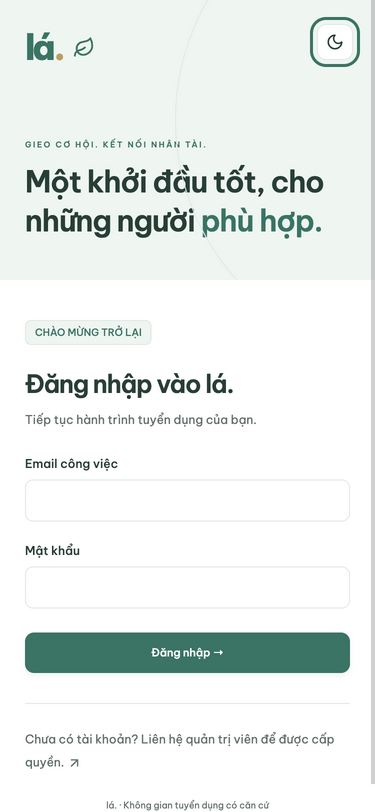 lá.
GIEO CƠ HỘI. KẾT NỐI NHÂN TÀI.
Một khởi đầu tốt, cho
những người phù hợp.
CHÀO MỪNG TRỞ LẠI
Đăng nhập vào lá.
Tiếp tục hành trình tuyển dụng của bạn.
Email công việc
Mật khẩu
Đăng nhập →
Chưa có tài khoản? Liên hệ quản trị viên để được cấp
quyền. ↗
lá. · Không gian tuyển dụng có căn cứ